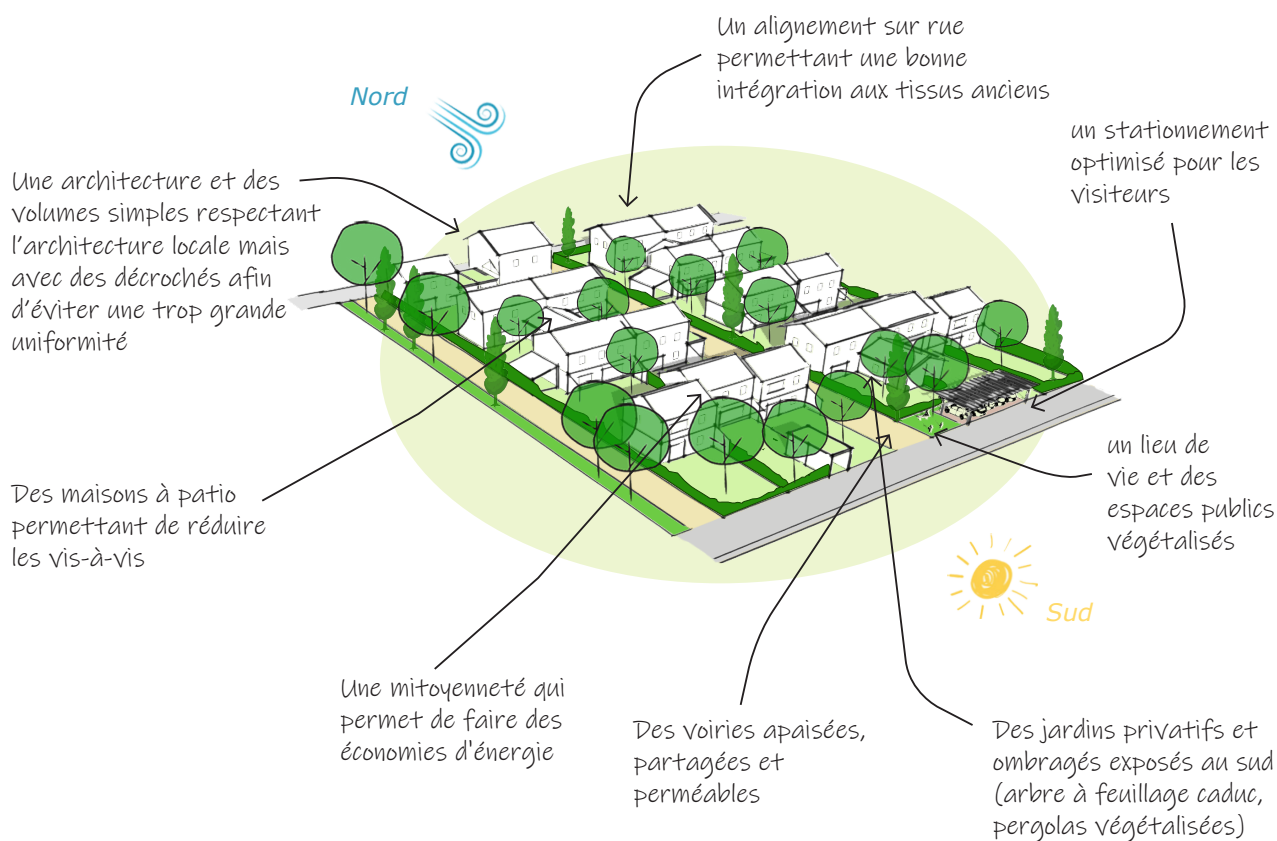 Un alignement sur rue
permettant une bonne
intégration aux tissus anciens
Nord
un stationnement
optimisé pour les
visiteurs
Une architecture et des
volumes simples respectant
l'architecture locale mais
avec des décrochés afin
d'éviter une trop grande
uniformité
un lieu de
vie et des
espaces publics
végétalisés
Des maisons à patio
permettant de réduire
les vis-à-vis
Sud
Une mitoyenneté qui
permet de faire des
économies d'énergie
Des voiries apaisées,
partagées et
perméables
Des jardins privatifs et
ombragés exposés au sud
(arbre à feuillage caduc,
pergolas végétalisées)